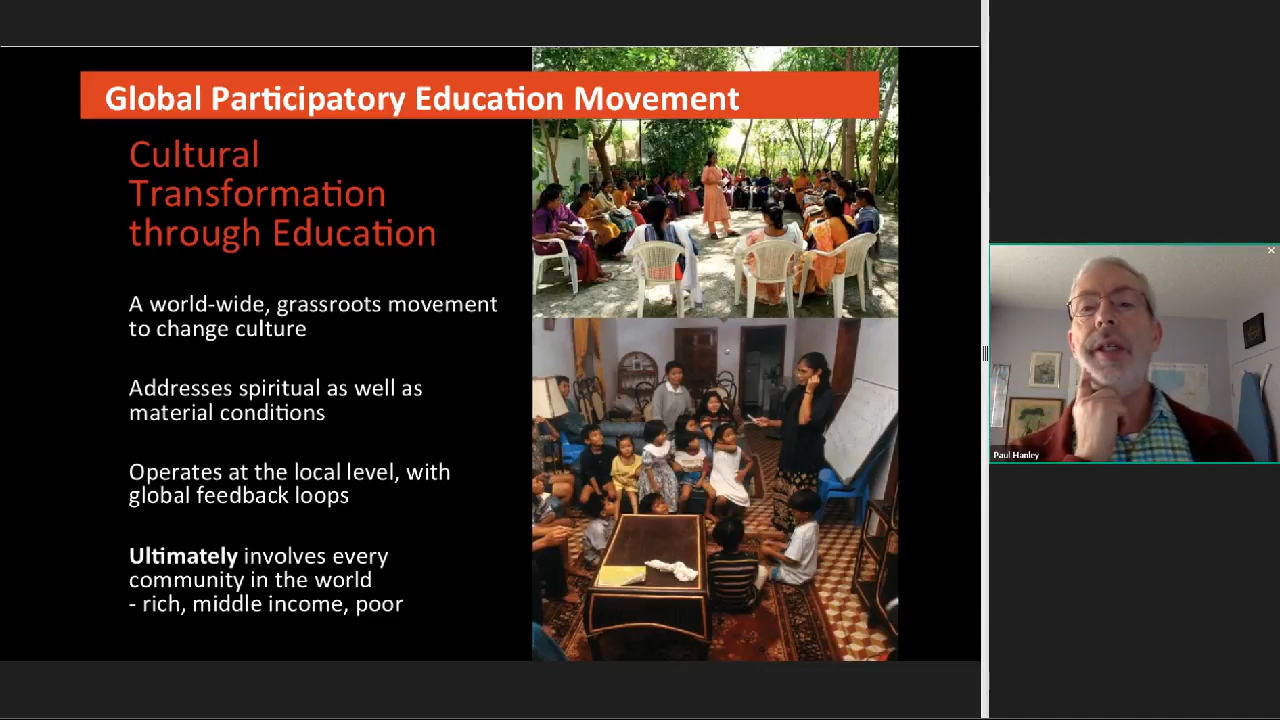 Global Participatory Education Movement
Cultural
Transformation
through Education
A world-wide, grassroots movement
to change culture
Addresses spiritual as well as
material conditions
Operates at the local level, with
global feedback loops
Ultimately involves every
community in the world
- rich, middle income, poor
Paul Hanley